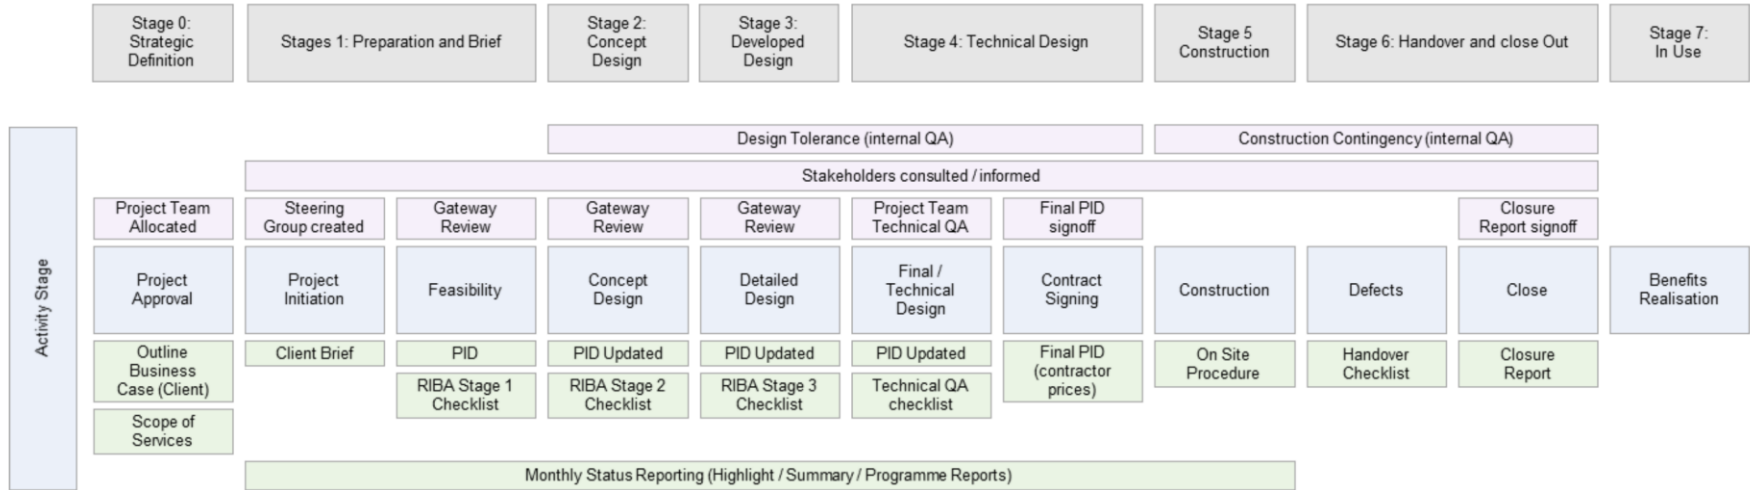 Stage 0:
Strategic
Definition
Stages 1: Preparation and Brief
Stage 2:
Concept
Design
Stage 3:
Developed
Design
Stage 4: Technical Design
Stage 5
Construction
Stage 6: Handover and close Out
Stage 7:
In Use
Activity Stage
Design Tolerance (internal QA)
Construction Contingency (internal QA)
Stakeholders consulted / informed
Project Team
Allocated
Steering
Group created
Gateway
Review
Gateway
Review
Gateway
Review
Project Team
Technical QA
Final PID
signoff
Closure
Report signoff
Project
Approval
Project
Initiation
Feasibility
Concept
Design
Detailed
Design
Final /
Technical
Design
Contract
Signing
Construction
Defects
Close
Benefits
Realisation
Outline
Business
Case (Client)
Client Brief
PID
PID Updated
PID Updated
PID Updated
Final PID
(contractor
prices)
On Site
Procedure
Handover
Checklist
Closure
Report
RIBA Stage 1
Checklist
RIBA Stage 2
Checklist
RIBA Stage 3
Checklist
Technical QA
checklist
Scope of
Services
Monthly Status Reporting (Highlight / Summary / Programme Reports)